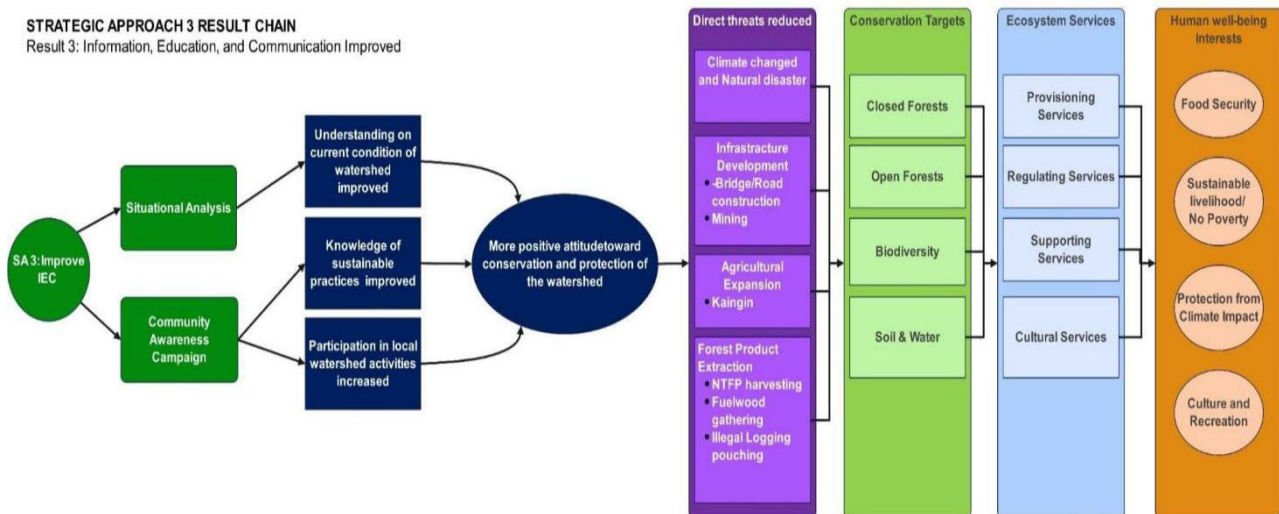 STRATEGIC APPROACH 3 RESULT CHAIN
Result 3: Information, Education, and Communication Improved
SA 3:Improve
IEC
Situational Analysis
Community
Awareness
Campaign
Understanding on
current condition of
watershed
improved
Knowledge of
sustainable
practices improved
Participation in local
watershed activities
increased
More positive attitudetoward
conservation and protection of
the watershed
Direct threats reduced
Climate changed
and Natural disaster
Infrastracture
Development
• -Bridge/Road
construction
• Mining
Agricultural
Expansion
• Kaingin
Forest Product
Extraction
• NTFP harvesting
• Fuelwood
gathering
• Illegal Logging
pouching
Conservation Targets
Closed Forests
Open Forests
Biodiversity
Soil & Water
Ecosystem Services
Provisioning
Services
Regulating Services
Supporting
Services
Cultural Services
Human well-being
Interests
Food Security
Sustainable
livelihood/
No Poverty
Protection from
Climate Impact
Culture and
Recreation